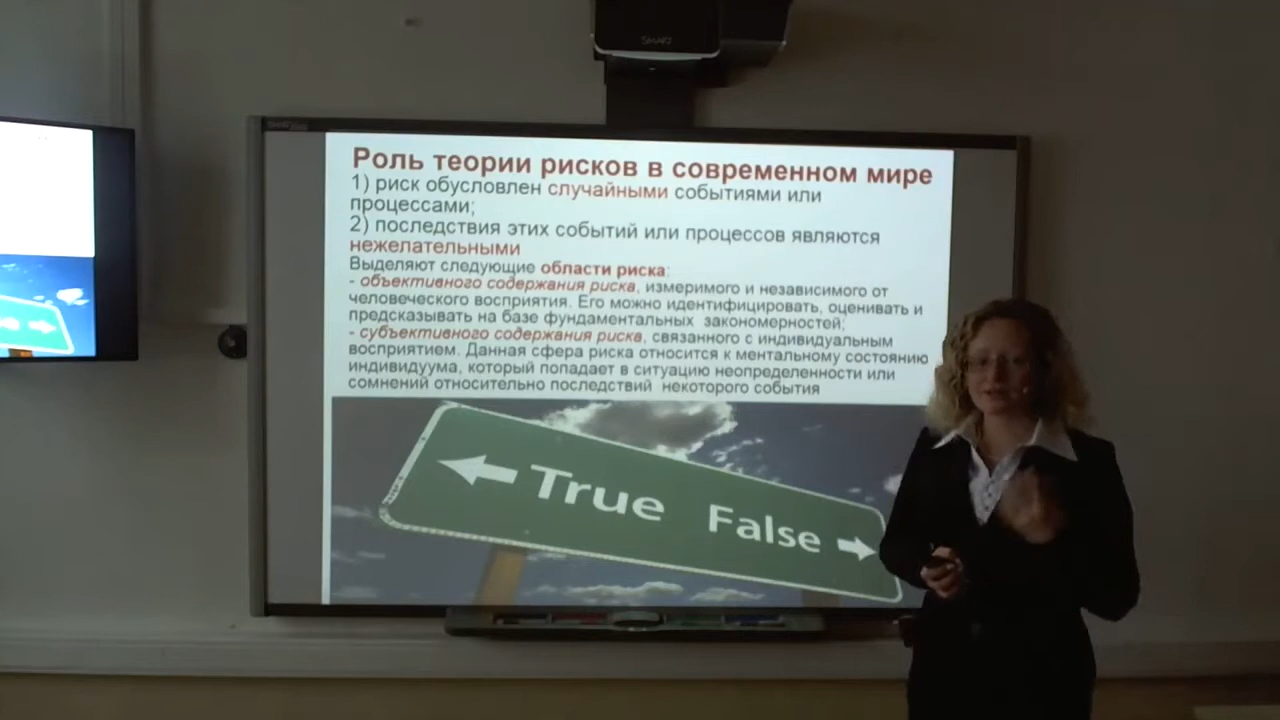 SMART
SMART
Роль теории рисков в современном мире
1) риск обусловлен случайными событиями или
процессами;
2) последствия этих событий или процессов являются
нежелательными
Выделяют следующие области риска:
- объективного содержания риска, измеримого и независимого от
человеческого восприятия. Его можно идентифицировать, оценивать и
предсказывать на базе фундаментальных закономерностей;
- субъективного содержания риска, связанного с индивидуальным
восприятием. Данная сфера риска относится к ментальному состоянию
индивидуума, который попадает в ситуацию неопределенности или
сомнений относительно последствий некоторого события
True False